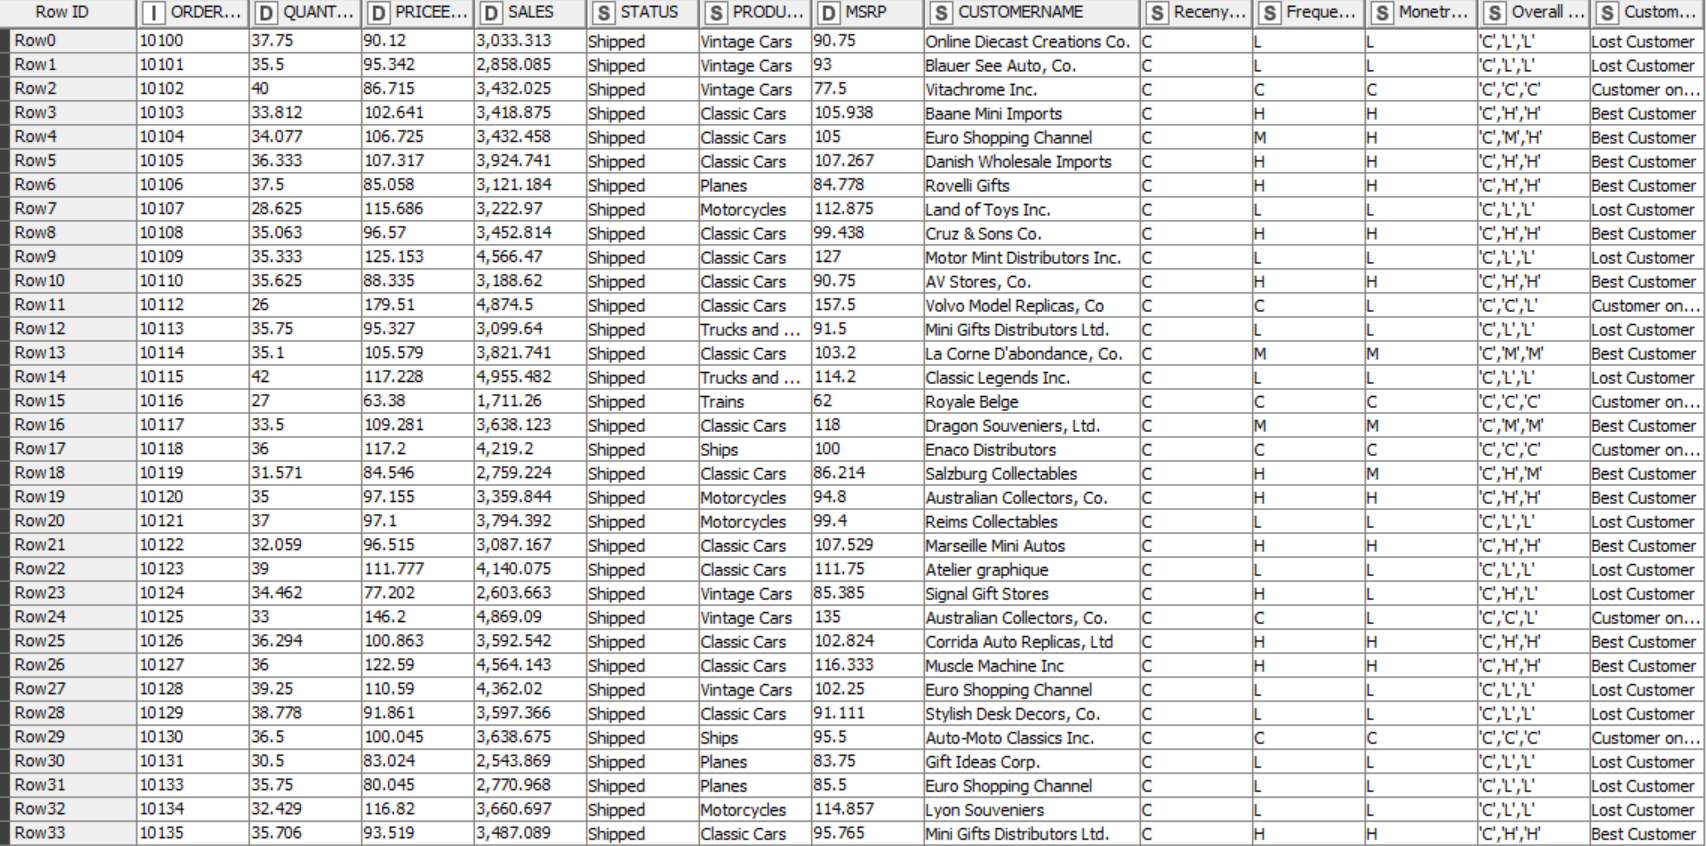 Row ID I ORDER... D QUANT... D PRICEE... D SALES S STATUS S PRODU... D MSRP S CUSTOMERNAME S Receny... S Freque... S Monetr... S Overall ... S Custom...
Row0 10100 37.75 90.12 3,033.313 Shipped Vintage Cars 90.75 Online Diecast Creations Co. C L L 'C','L','L' Lost Customer
Row1 10101 35.5 95.342 2,858.085 Shipped Vintage Cars 93 Blauer See Auto, Co. C L L 'C','L','L' Lost Customer
Row2 10102 40 86.715 3,432.025 Shipped Vintage Cars 77.5 Vitachrome Inc. C C C 'C','C','C' Customer on...
Row3 10103 33.812 102.641 3,418.875 Shipped Classic Cars 105.938 Baane Mini Imports C H H 'C','H','H' Best Customer
Row4 10104 34.077 106.725 3,432.458 Shipped Classic Cars 105 Euro Shopping Channel C M H 'C','M','H' Best Customer
Row5 10105 36.333 107.317 3,924.741 Shipped Classic Cars 107.267 Danish Wholesale Imports C H H 'C','H','H' Best Customer
Row6 10106 37.5 85.058 3,121.184 Shipped Planes 84.778 Rovelli Gifts C H H 'C','H','H' Best Customer
Row7 10107 28.625 115.686 3,222.97 Shipped Motorcycles 112.875 Land of Toys Inc. C L L 'C','L','L' Lost Customer
Row8 10108 35.063 96.57 3,452.814 Shipped Classic Cars 99.438 Cruz & Sons Co. C H H 'C','H','H' Best Customer
Row9 10109 35.333 125.153 4,566.47 Shipped Classic Cars 127 Motor Mint Distributors Inc. C L L 'C','L','L' Lost Customer
Row10 10110 35.625 88.335 3,188.62 Shipped Classic Cars 90.75 AV Stores, Co. C H H 'C','H','H' Best Customer
Row11 10112 26 179.51 4,874.5 Shipped Classic Cars 157.5 Volvo Model Replicas, Co C C L 'C','C','L' Customer on...
Row12 10113 35.75 95.327 3,099.64 Shipped Trucks and ... 91.5 Mini Gifts Distributors Ltd. C L L 'C','L','L' Lost Customer
Row13 10114 35.1 105.579 3,821.741 Shipped Classic Cars 103.2 La Corne D'abondance, Co. C M M 'C','M','M' Best Customer
Row14 10115 42 117.228 4,955.482 Shipped Trucks and ... 114.2 Classic Legends Inc. C L L 'C','L','L' Lost Customer
Row15 10116 27 63.38 1,711.26 Shipped Trains 62 Royale Belge C C C 'C','C','C' Customer on...
Row16 10117 33.5 109.281 3,638.123 Shipped Classic Cars 118 Dragon Souveniers, Ltd. C M M 'C','M','M' Best Customer
Row17 10118 36 117.2 4,219.2 Shipped Ships 100 Enaco Distributors C C C 'C','C','C' Customer on...
Row18 10119 31.571 84.546 2,759.224 Shipped Classic Cars 86.214 Salzburg Collectables C H M 'C','H','M' Best Customer
Row19 10120 35 97.155 3,359.844 Shipped Motorcycles 94.8 Australian Collectors, Co. C H H 'C','H','H' Best Customer
Row20 10121 37 97.1 3,794.392 Shipped Motorcycles 99.4 Reims Collectables C L L 'C','L','L' Lost Customer
Row21 10122 32.059 96.515 3,087.167 Shipped Classic Cars 107.529 Marseille Mini Autos C H H 'C','H','H' Best Customer
Row22 10123 39 111.777 4,140.075 Shipped Classic Cars 111.75 Atelier graphique C L L 'C','L','L' Lost Customer
Row23 10124 34.462 77.202 2,603.663 Shipped Vintage Cars 85.385 Signal Gift Stores C H L 'C','H','L' Lost Customer
Row24 10125 33 146.2 4,869.09 Shipped Vintage Cars 135 Australian Collectors, Co. C C L 'C','C','L' Customer on...
Row25 10126 36.294 100.863 3,592.542 Shipped Classic Cars 102.824 Corrida Auto Replicas, Ltd C H H 'C','H','H' Best Customer
Row26 10127 36 122.59 4,564.143 Shipped Classic Cars 116.333 Muscle Machine Inc C H H 'C','H','H' Best Customer
Row27 10128 39.25 110.59 4,362.02 Shipped Vintage Cars 102.25 Euro Shopping Channel C L L 'C','L','L' Lost Customer
Row28 10129 38.778 91.861 3,597.366 Shipped Classic Cars 91.111 Stylish Desk Decors, Co. C L L 'C','L','L' Lost Customer
Row29 10130 36.5 100.045 3,638.675 Shipped Ships 95.5 Auto-Moto Classics Inc. C C C 'C','C','C' Customer on...
Row30 10131 30.5 83.024 2,543.869 Shipped Planes 83.75 Gift Ideas Corp. C L L 'C','L','L' Lost Customer
Row31 10133 35.75 80.045 2,770.968 Shipped Planes 85.5 Euro Shopping Channel C L L 'C','L','L' Lost Customer
Row32 10134 32.429 116.82 3,660.697 Shipped Motorcycles 114.857 Lyon Souveniers C L L 'C','L','L' Lost Customer
Row33 10135 35.706 93.519 3,487.089 Shipped Classic Cars 95.765 Mini Gifts Distributors Ltd. C H H 'C','H','H' Best Customer